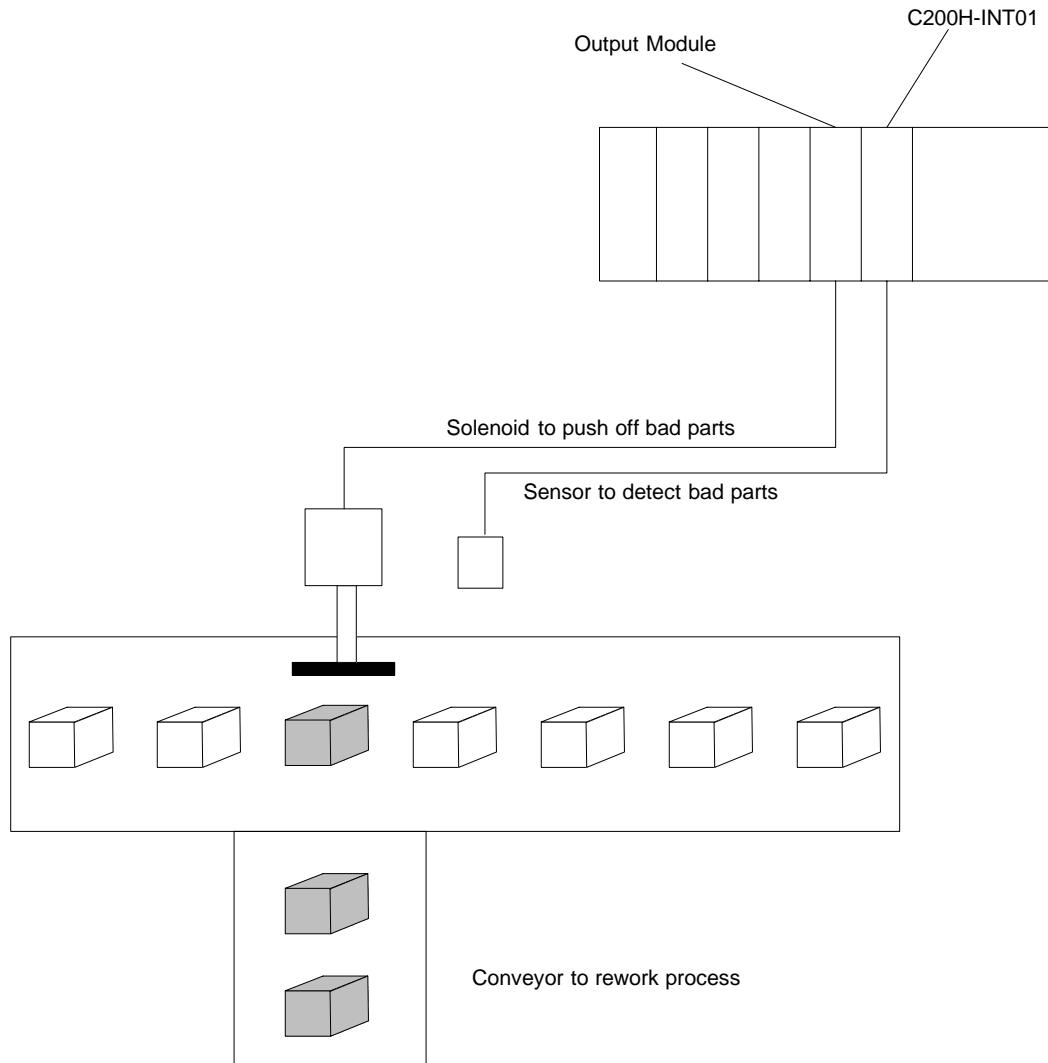 C200H-INT01
Output Module
Solenoid to push off bad parts
Sensor to detect bad parts
Conveyor to rework process